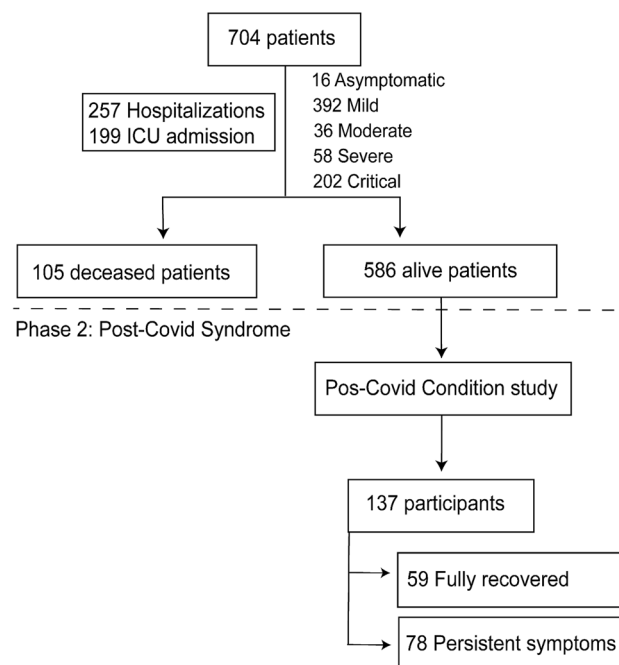 704 patients
257 Hospitalizations
199 ICU admission
16 Asymptomatic
392 Mild
36 Moderate
58 Severe
202 Critical
105 deceased patients
586 alive patients
Phase 2: Post-Covid Syndrome
Pos-Covid Condition study
137 participants
59 Fully recovered
78 Persistent symptoms